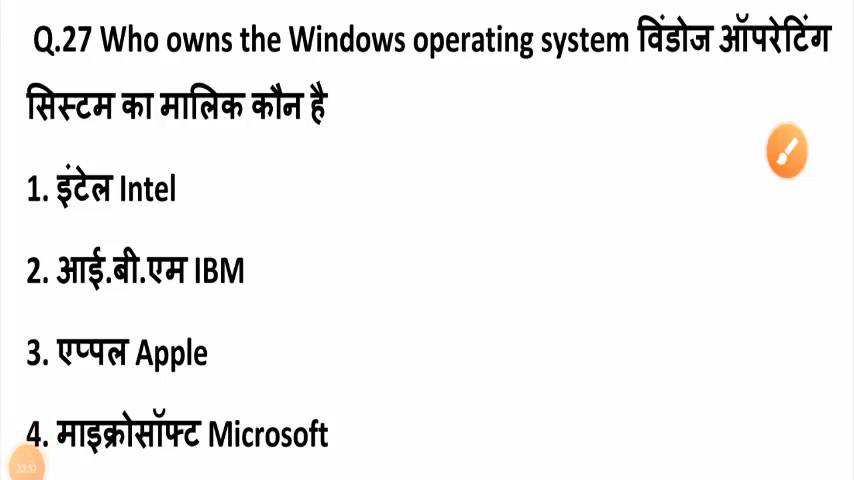 Q.27 Who owns the Windows operating system विंडोज ऑपरेटिंग
सिस्टम का मालिक कौन है
1. इंटेल Intel
2. आई.बी.एम IBM
3. एप्पल Apple
4. माइक्रोसॉफ्ट Microsoft